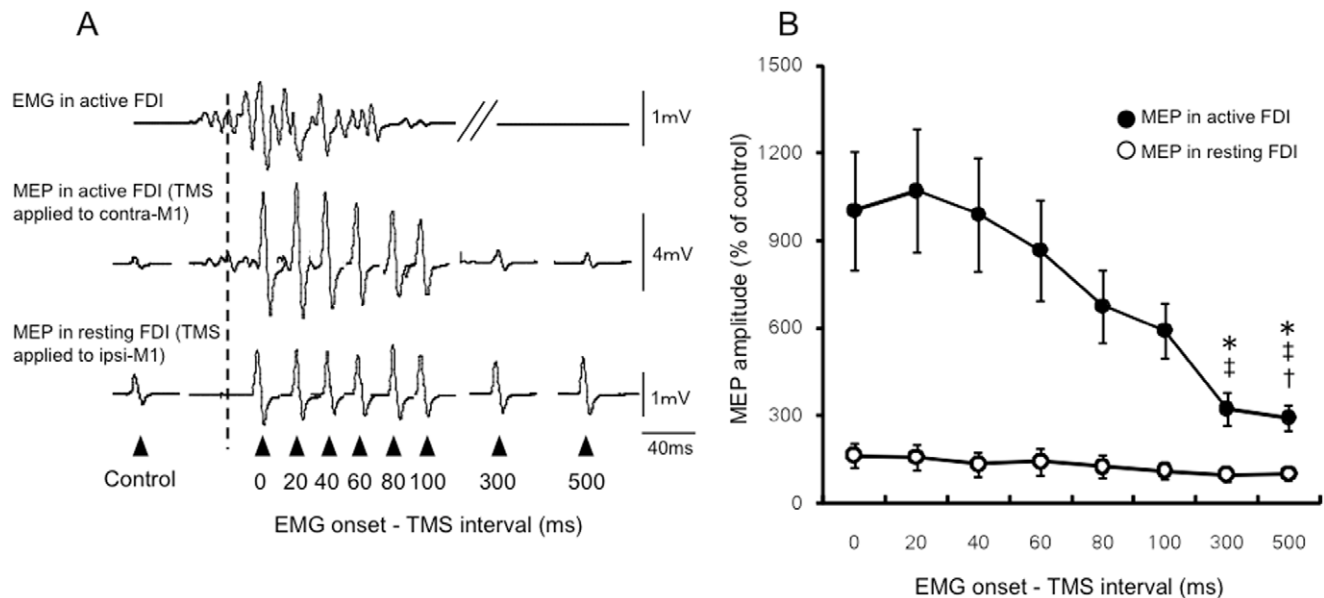 A
EMG in active FDI
1mV
MEP in active FDI (TMS
applied to contra-M1)
4mV
MEP in resting FDI (TMS
applied to ipsi-M1)
1mV
40ms
Control
0 20 40 60 80 100 300 500
EMG onset - TMS interval (ms)
B
MEP amplitude (% of control)
1500
1200
900
600
300
0
MEP in active FDI
MEP in resting FDI
* *
‡ ‡
†
0 20 40 60 80 100 300 500
EMG onset - TMS interval (ms)